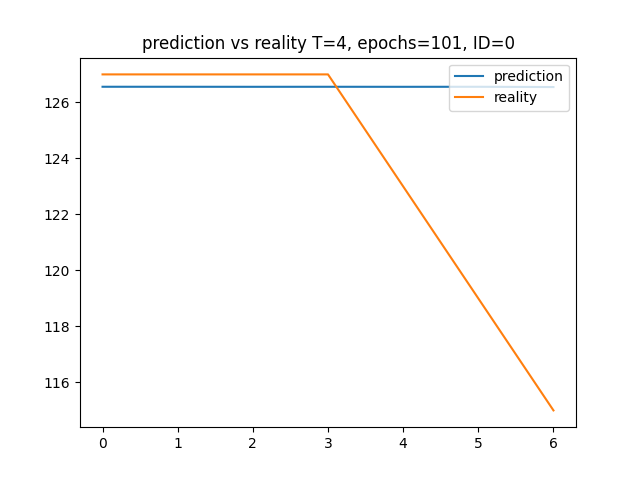 prediction vs reality T=4, epochs=101, ID=0
prediction
reality
126
124
122
120
118
116
0 1 2 3 4 5 6